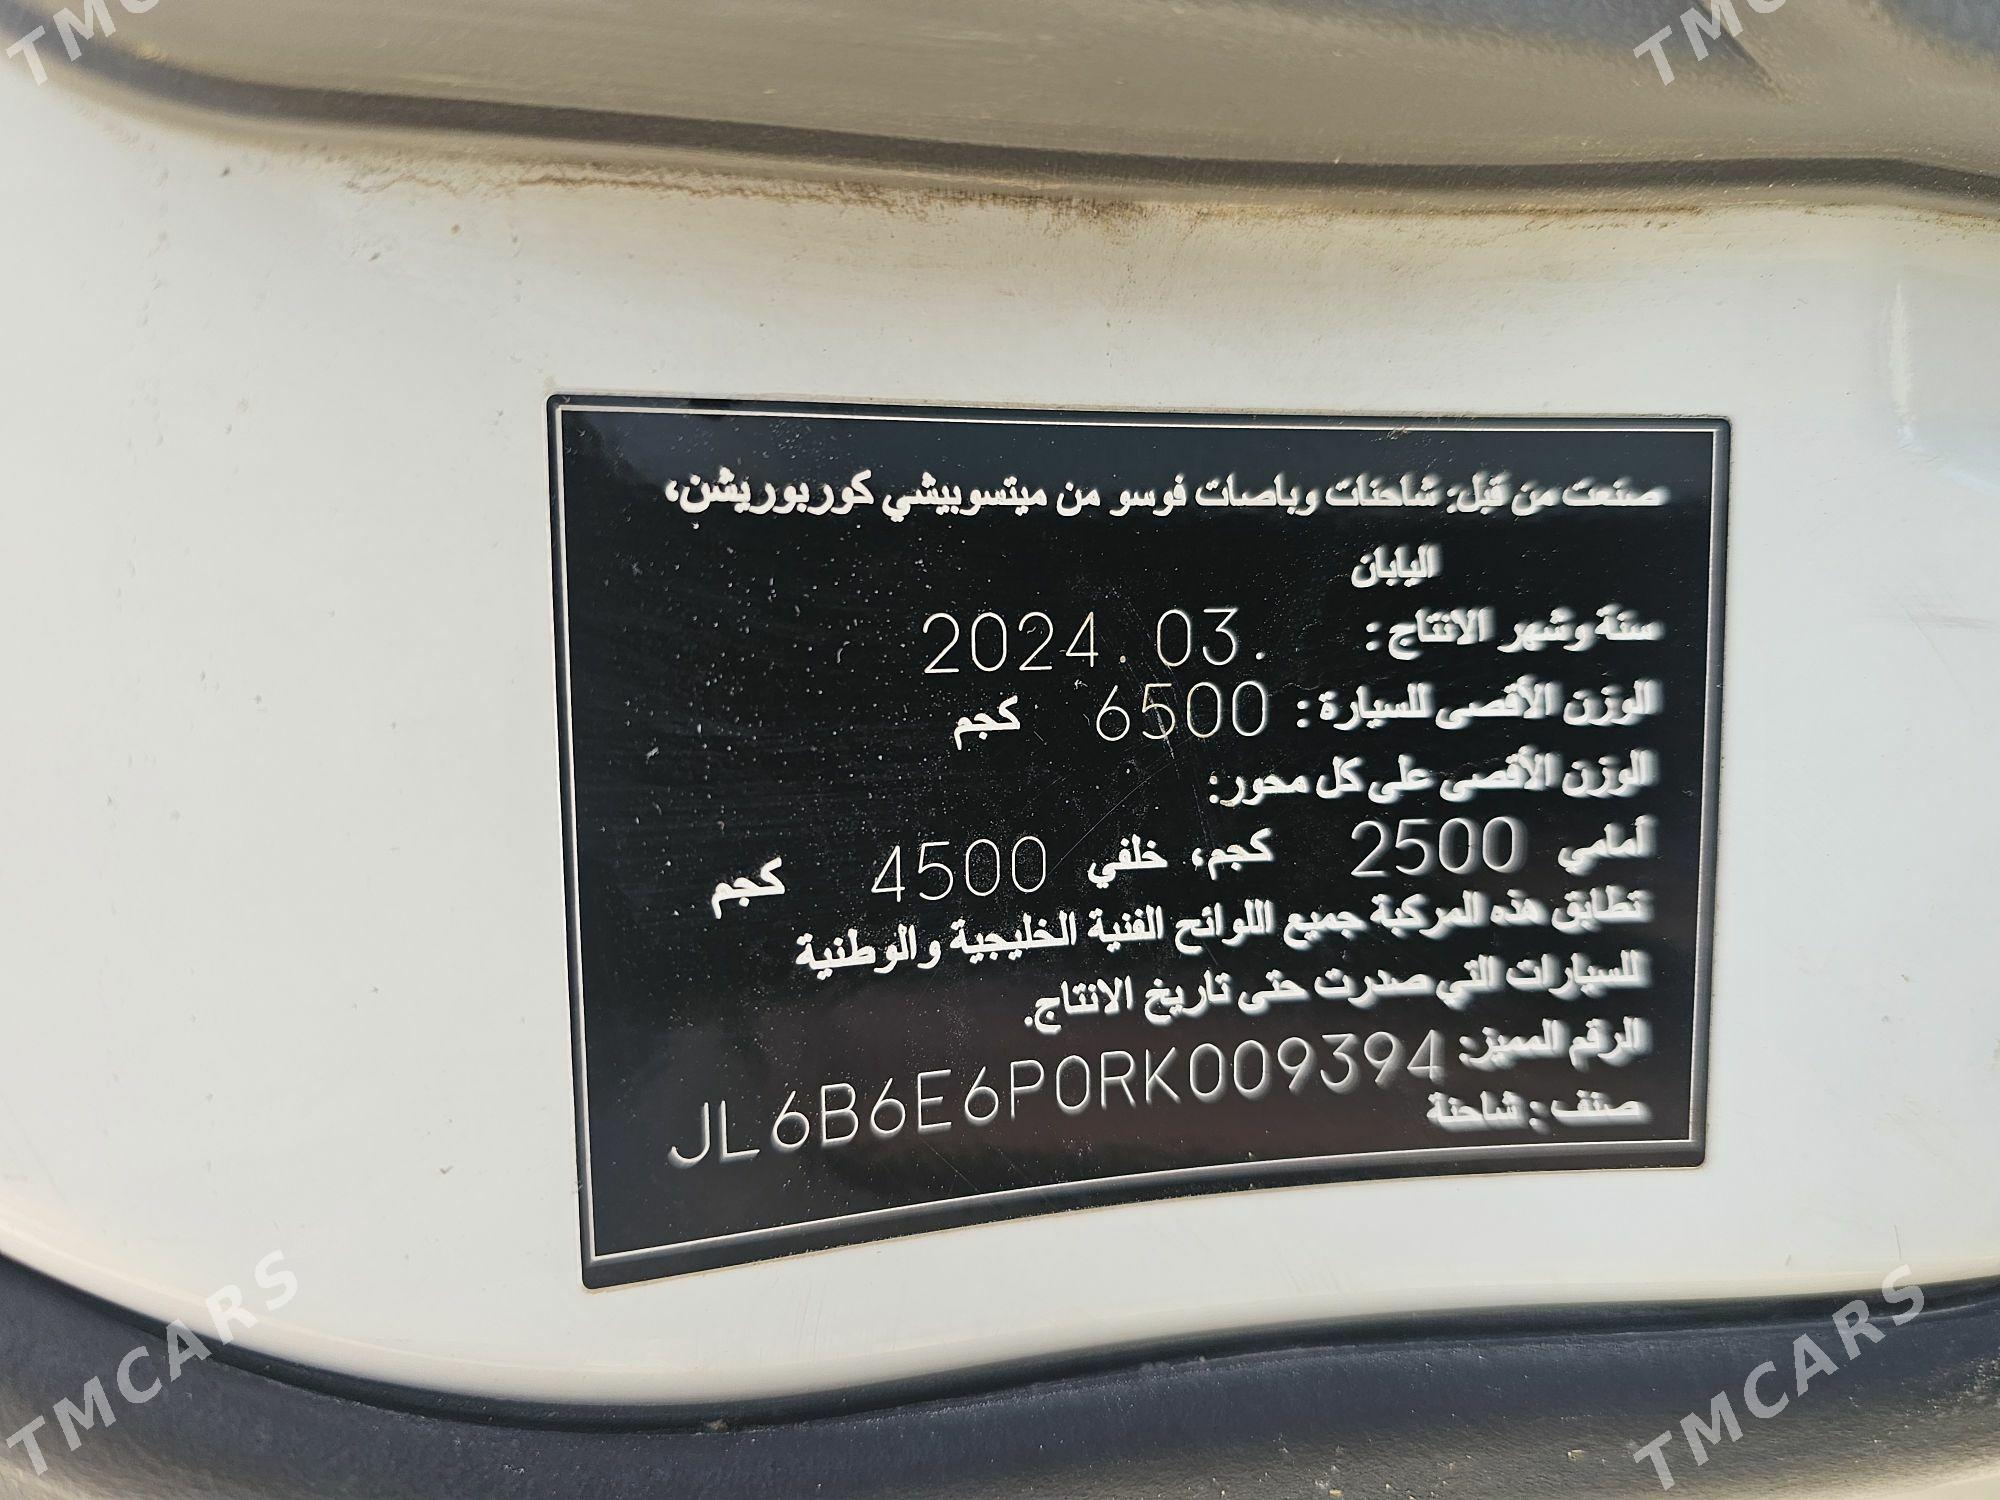 صنعت من قبل: شاحنات وباصات فوسو من ميتسوبيشي كوربوريشن،
اليابان
سنة وشهر الانتاج: 2024.03.
الوزن الأقصى للسيارة: 6500 كجم
الوزن الأقصى على كل محور:
أمامي 2500 كجم، خلفي 4500 كجم
تطابق هذه المركبة جميع اللوائح الفنية الخليجية والوطنية
للسيارات التي صدرت حتى تاريخ الانتاج.
الرقم المميز: JL6B6E6P0RK009394
صنف: شاحنة
TMCARS
TMCARS